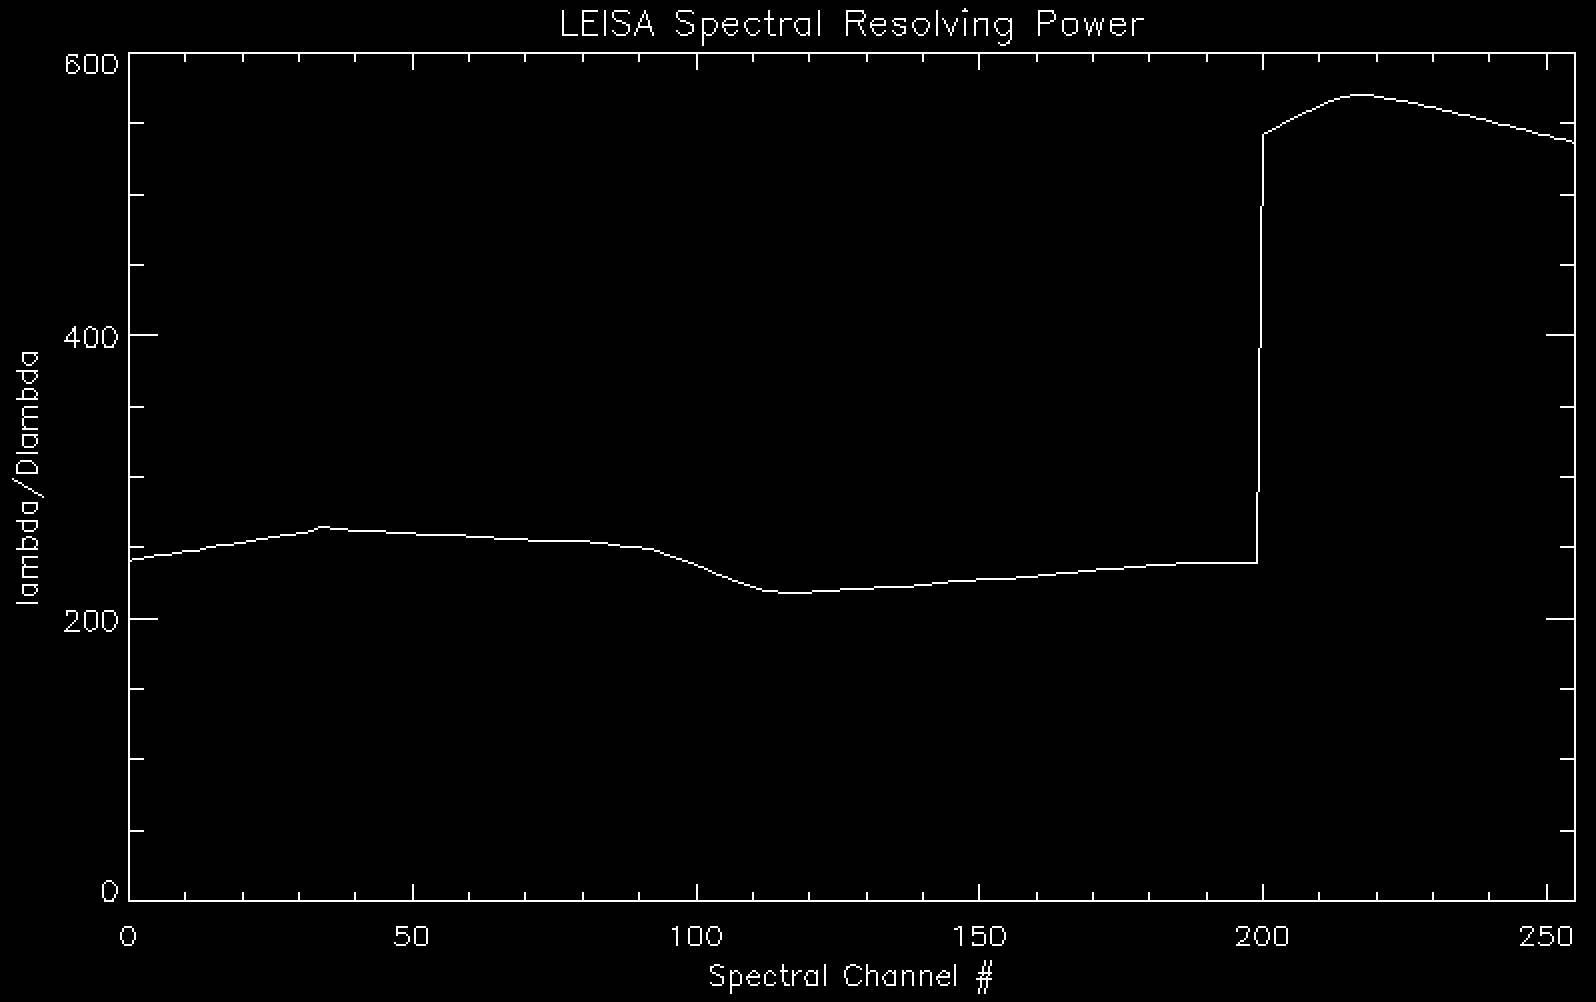 LEISA Spectral Resolving Power
600
400
200
0
lambda/Dlambda
0 50 100 150 200 250
Spectral Channel #